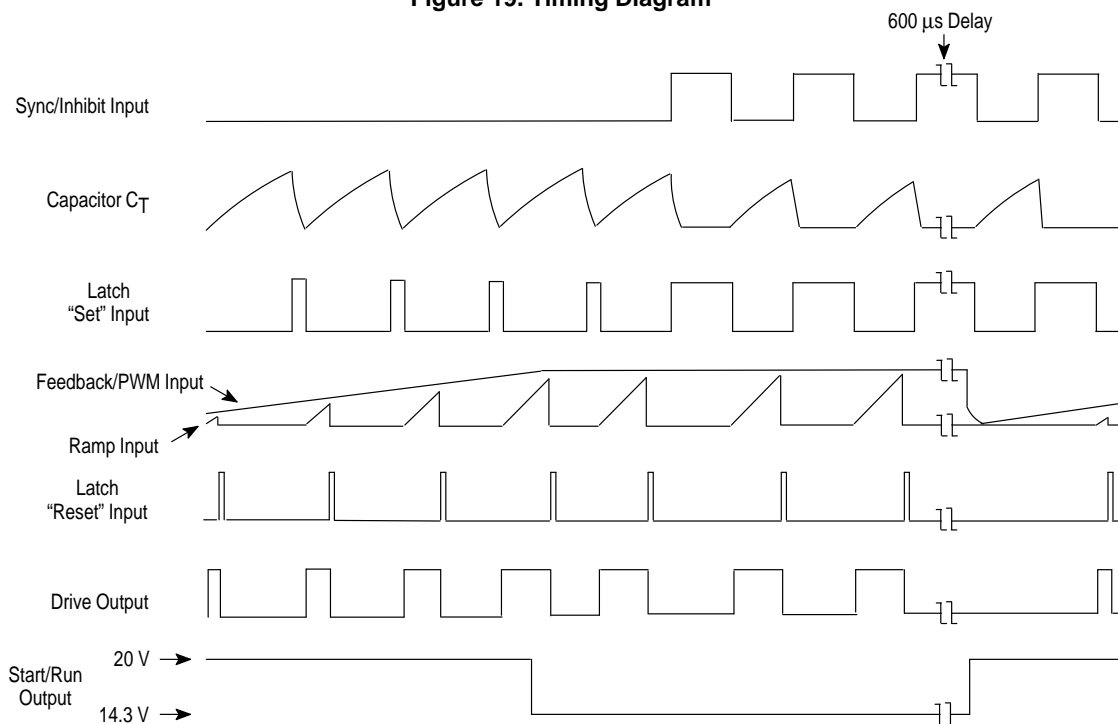 Figure 19. Timing Diagram
600 µs Delay
Sync/Inhibit Input
Capacitor CT
Latch
“Set” Input
Feedback/PWM Input
Ramp Input
Latch
“Reset” Input
Drive Output
20 V
Start/Run
Output
14.3 V